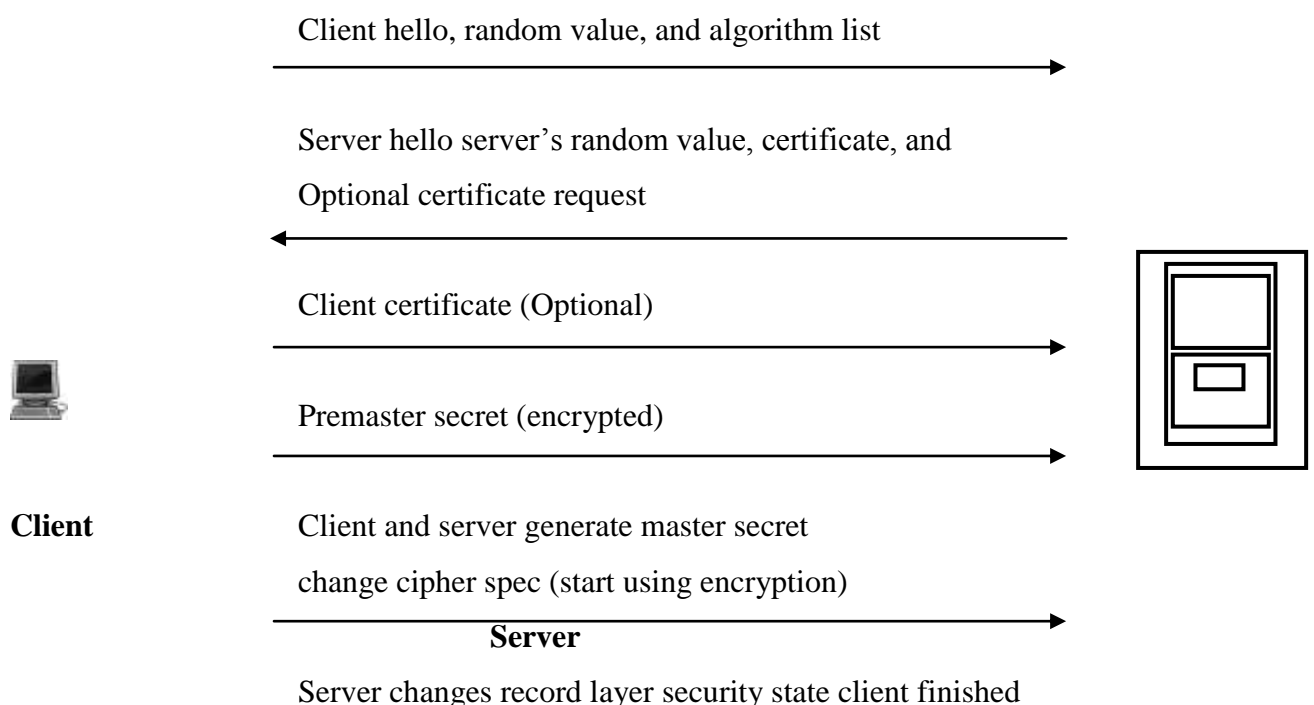 Client hello, random value, and algorithm list
Server hello server’s random value, certificate, and
Optional certificate request
Client certificate (Optional)
Premaster secret (encrypted)
Client
Client and server generate master secret
change cipher spec (start using encryption)
Server
Server changes record layer security state client finished